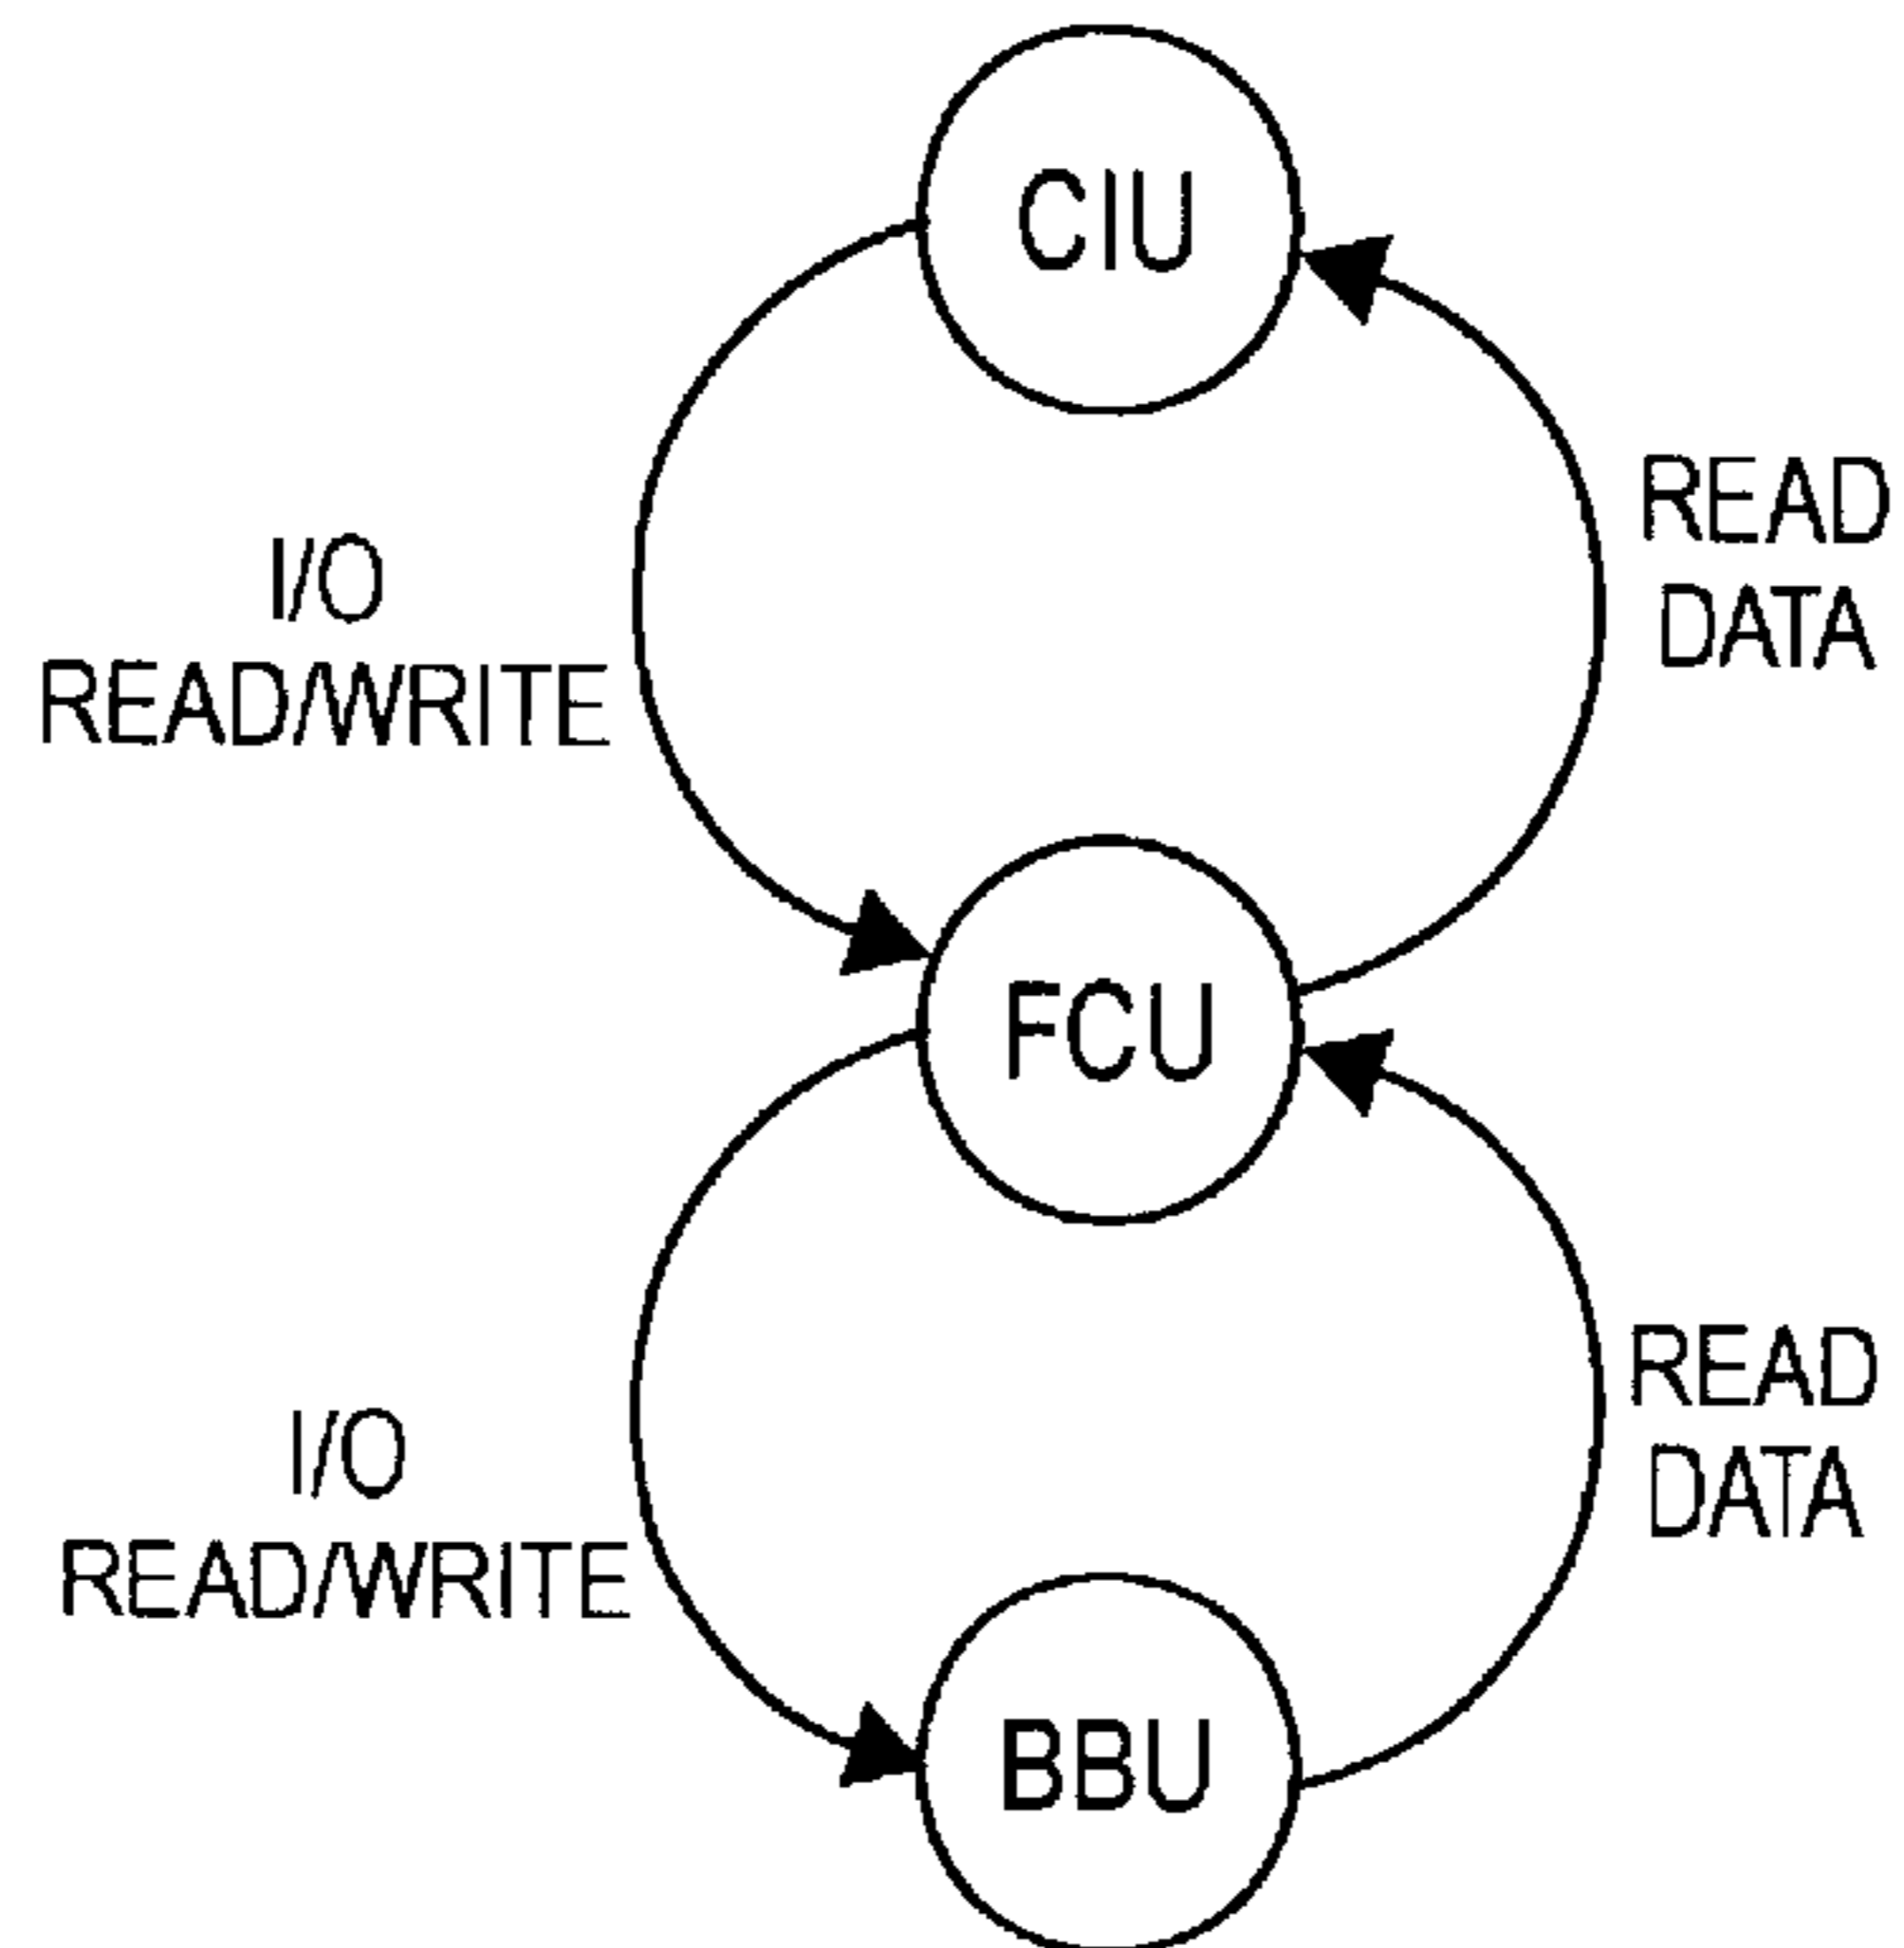 CIU
READ
DATA
I/O
READ/WRITE
FCU
READ
DATA
I/O
READ/WRITE
BBU